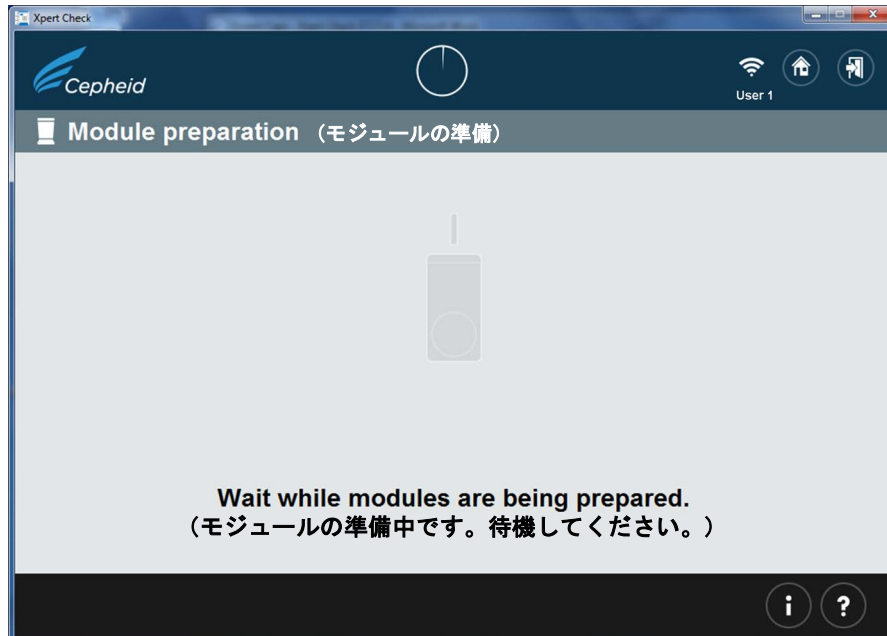 Xpert Check
Cepheid
User 1
Module preparation （モジュールの準備）
Wait while modules are being prepared.
（モジュールの準備中です。待機してください。）
i ?